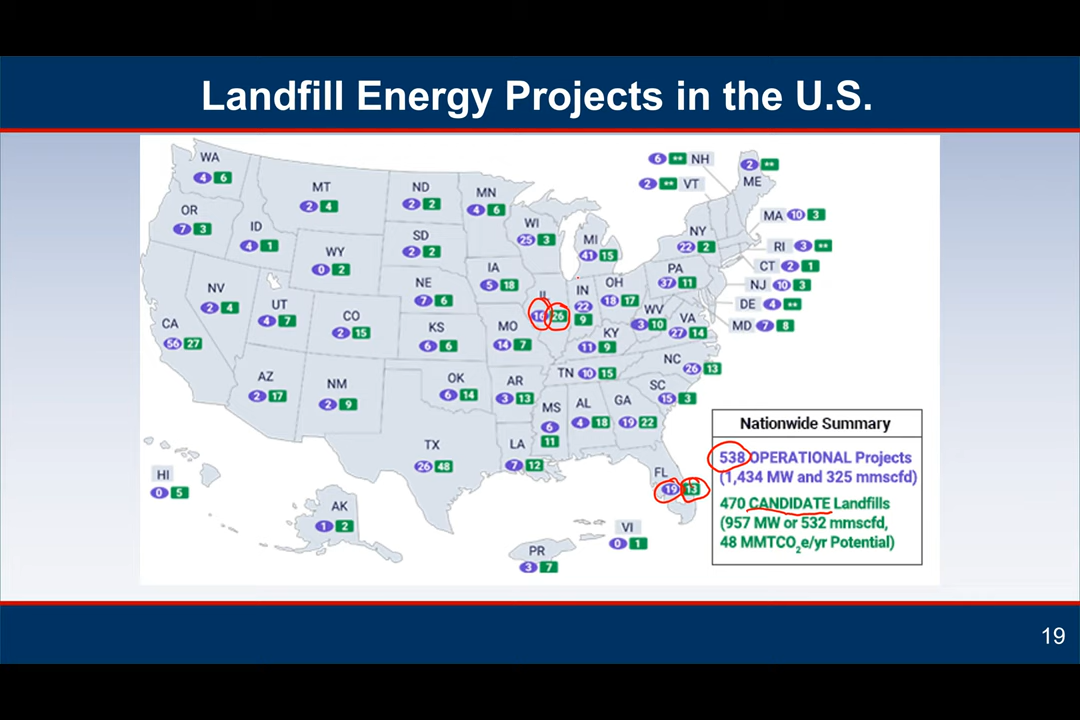 Landfill Energy Projects in the U.S.
WA
4 6
MT
2 4
ND
2 2
MN
4 6
6 ** NH
2 **
ME
2 ** VT
OR
7 3
ID
4 1
WY
0 2
SD
2 2
WI
25 3
MI
41 15
NY
22 2
MA 10 3
RI 3 **
CT 2 1
NJ 10 3
DE 4 **
MD 7 8
NV
2 4
UT
4 7
CO
2 15
NE
7 6
IA
5 18
IL
16 26
IN
22
9
OH
18 17
PA
37 11
WV
3 10
VA
27 14
CA
56 27
KS
6 6
MO
14 7
KY
11 9
NC
26 13
AZ
2 17
NM
2 9
OK
6 14
AR
3 13
TN 10 15
SC
15 3
MS
6
11
AL
4 18
GA
19 22
TX
26 48
LA
7 12
FL
19 13
HI
0 5
AK
1 2
PR
3 7
VI
0 1
Nationwide Summary
538 OPERATIONAL Projects
(1,434 MW and 325 mmscfd)
470 CANDIDATE Landfills
(957 MW or 532 mmscfd,
48 MMTCO₂e/yr Potential)
19